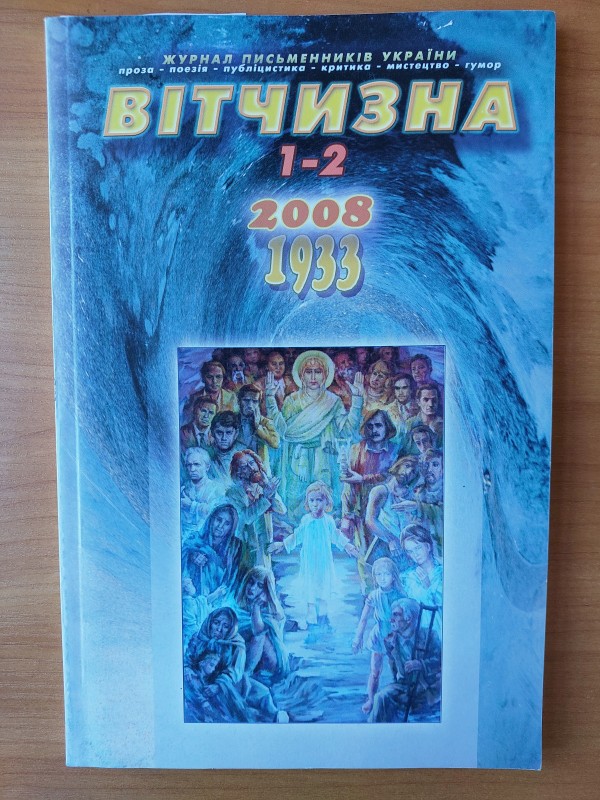 ЖУРНАЛ ПИСЬМЕННИКІВ УКРАЇНИ
проза - поезія - публіцистика - критика - мистецтво - гумор
ВІТЧИЗНА
1-2
2008
1933